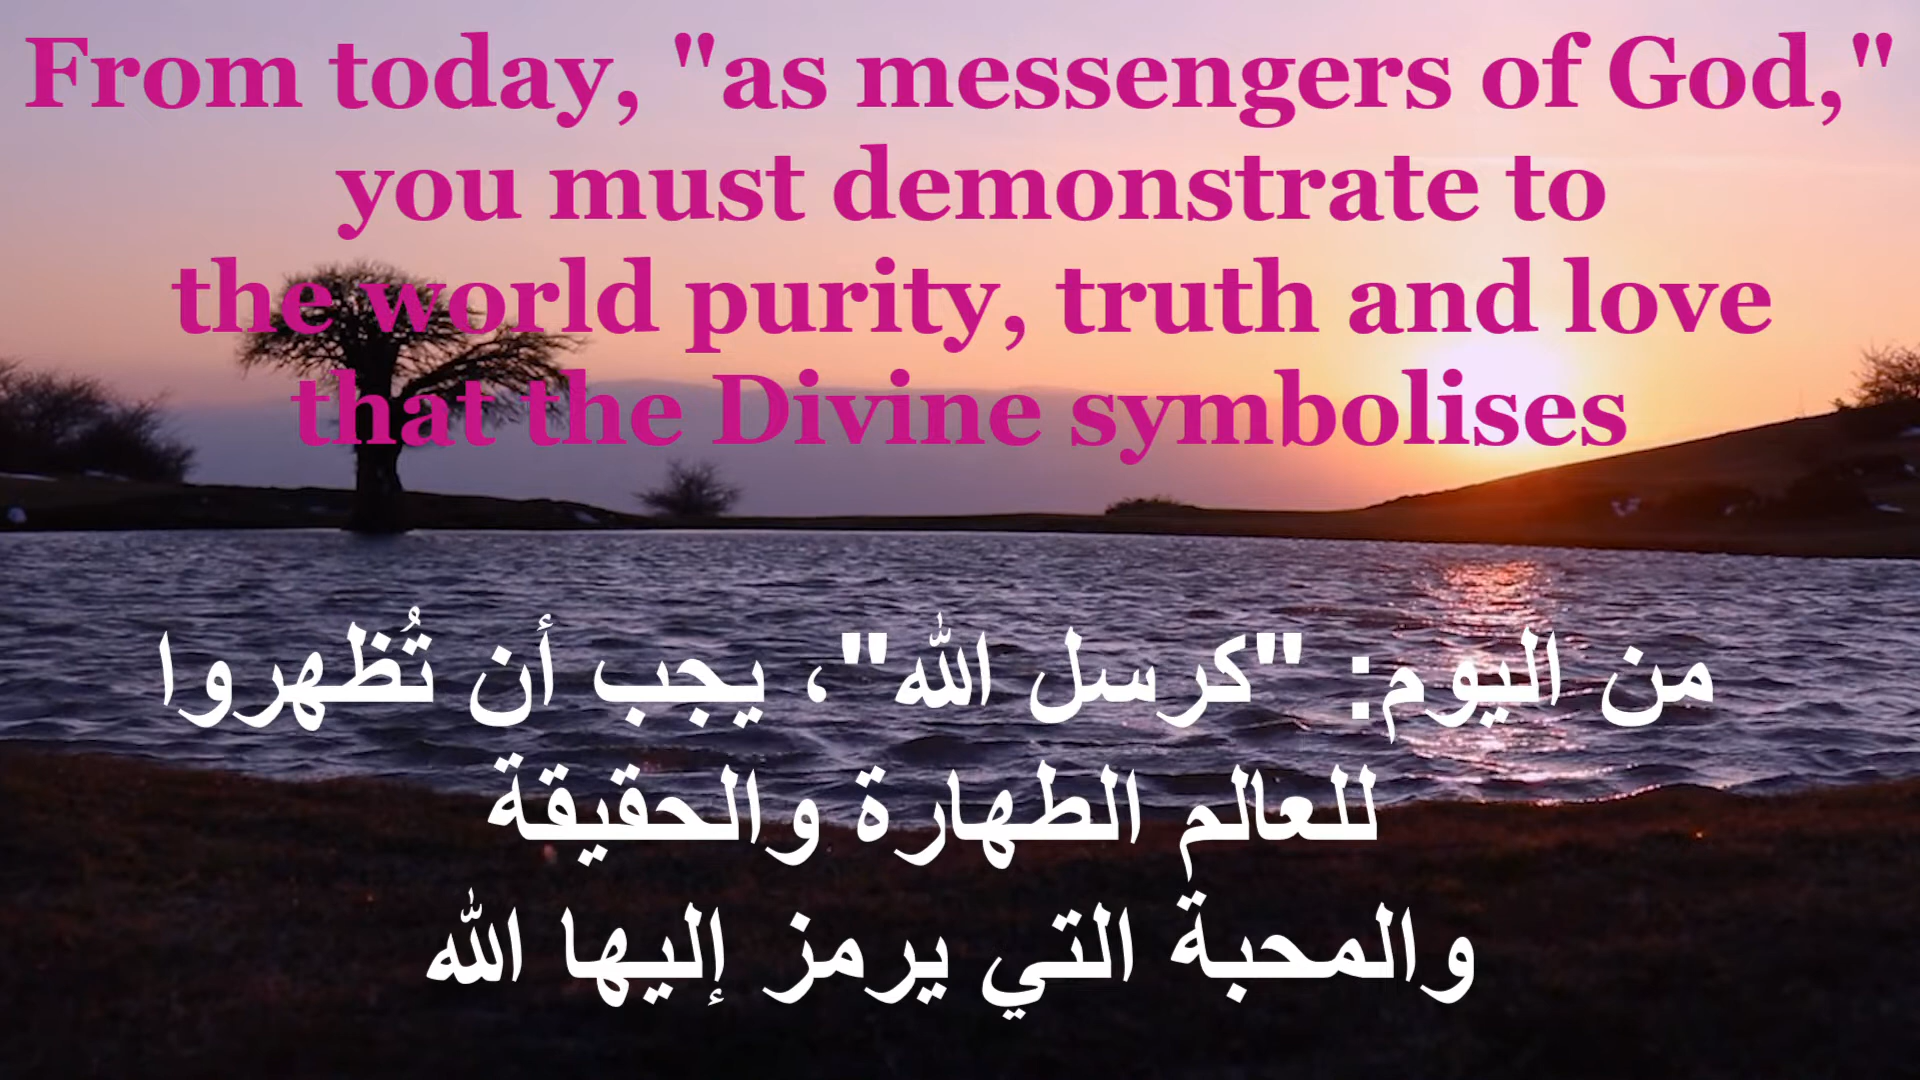 From today, "as messengers of God,"
you must demonstrate to
the world purity, truth and love
that the Divine symbolises
من اليوم: "كرسل الله"، يجب أن تُظهروا
للعالم الطهارة والحقيقة
والمحبة التي يرمز إليها الله